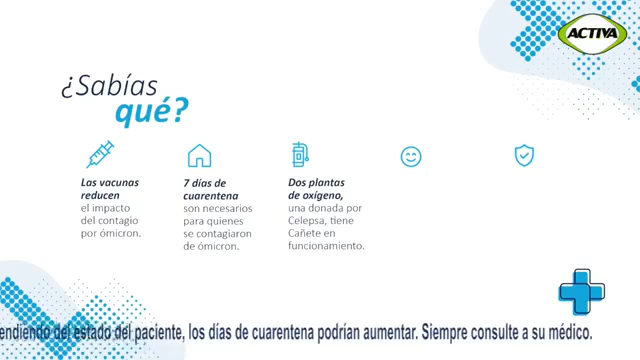 ACTIVA
¿Sabías
qué?
Las vacunas
reducen
el impacto
del contagio
por ómicron.
7 días de
cuarentena
son necesarios
para quienes
se contagiaron
de ómicron.
Dos plantas
de oxígeno,
una donada por
Celepsa, tiene
Cañete en
funcionamiento.
endiendo del estado del paciente, los días de cuarentena podrían aumentar. Siempre consulte a su médico.